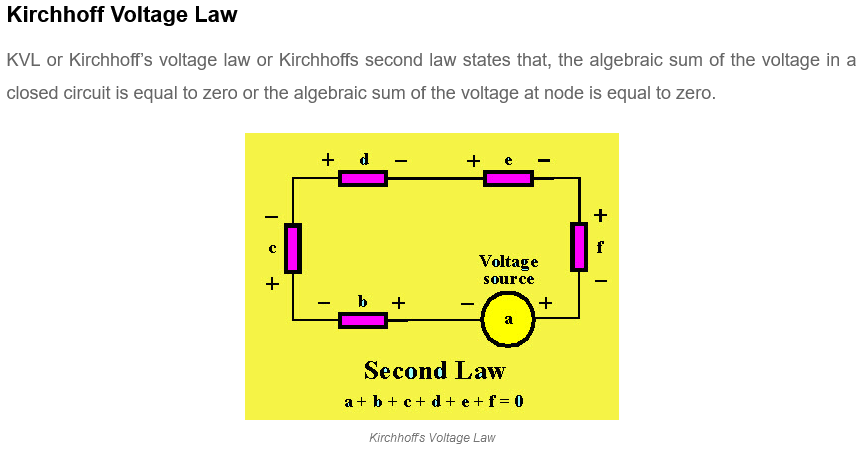 Kirchhoff Voltage Law
KVL or Kirchhoff’s voltage law or Kirchhoffs second law states that, the algebraic sum of the voltage in a
closed circuit is equal to zero or the algebraic sum of the voltage at node is equal to zero.
+ d − + e −
− +
c f
+ −
Voltage
source
− b + − a +
Second Law
a + b + c + d + e + f = 0
Kirchhoff's Voltage Law